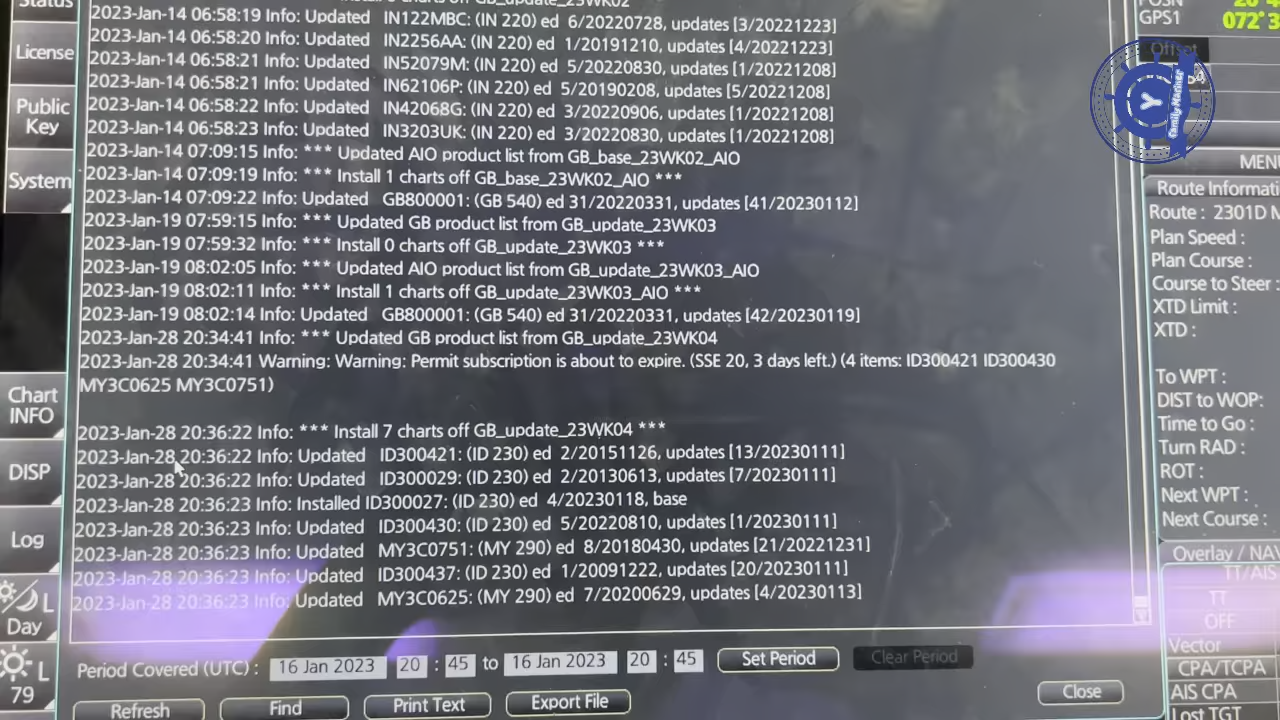 Status
License
Public
Key
System
Chart
INFO
DISP
Log
L
Day
L
79
2023-Jan-14 06:58:19 Info: Updated IN122MBC: (IN 220) ed 6/20220728, updates [3/20221223]
2023-Jan-14 06:58:20 Info: Updated IN2256AA: (IN 220) ed 1/20191210, updates [4/20221223]
2023-Jan-14 06:58:21 Info: Updated IN52079M: (IN 220) ed 5/20220830, updates [1/20221208]
2023-Jan-14 06:58:21 Info: Updated IN62106P: (IN 220) ed 5/20190208, updates [5/20221208]
2023-Jan-14 06:58:22 Info: Updated IN42068G: (IN 220) ed 3/20220906, updates [1/20221208]
2023-Jan-14 06:58:23 Info: Updated IN3203UK: (IN 220) ed 3/20220830, updates [1/20221208]
2023-Jan-14 07:09:15 Info: *** Updated AIO product list from GB_base_23WK02_AIO
2023-Jan-14 07:09:19 Info: *** Install 1 charts off GB_base_23WK02_AIO ***
2023-Jan-14 07:09:22 Info: Updated GB800001: (GB 540) ed 31/20220331, updates [41/20230112]
2023-Jan-19 07:59:15 Info: *** Updated GB product list from GB_update_23WK03
2023-Jan-19 07:59:32 Info: *** Install 0 charts off GB_update_23WK03 ***
2023-Jan-19 08:02:05 Info: *** Updated AIO product list from GB_update_23WK03_AIO
2023-Jan-19 08:02:11 Info: *** Install 1 charts off GB_update_23WK03_AIO ***
2023-Jan-19 08:02:14 Info: Updated GB800001: (GB 540) ed 31/20220331, updates [42/20230119]
2023-Jan-28 20:34:41 Info: *** Updated GB product list from GB_update_23WK04
2023-Jan-28 20:34:41 Warning: Warning: Permit subscription is about to expire. (SSE 20, 3 days left.) (4 items: ID300421 ID300430
MY3C0625 MY3C0751)
2023-Jan-28 20:36:22 Info: *** Install 7 charts off GB_update_23WK04 ***
2023-Jan-28 20:36:22 Info: Updated ID300421: (ID 230) ed 2/20151126, updates [13/20230111]
2023-Jan-28 20:36:22 Info: Updated ID300029: (ID 230) ed 2/20130613, updates [7/20230111]
2023-Jan-28 20:36:23 Info: Installed ID300027: (ID 230) ed 4/20230118, base
2023-Jan-28 20:36:23 Info: Updated ID300430: (ID 230) ed 5/20220810, updates [1/20230111]
2023-Jan-28 20:36:23 Info: Updated MY3C0751: (MY 290) ed 8/20180430, updates [21/20221231]
2023-Jan-28 20:36:23 Info: Updated ID300437: (ID 230) ed 1/20091222, updates [20/20230111]
2023-Jan-28 20:36:23 Info: Updated MY3C0625: (MY 290) ed 7/20200629, updates [4/20230113]
Period Covered (UTC) : 16 Jan 2023 20 : 45 to 16 Jan 2023 20 : 45 Set Period Clear Period
Refresh Find Print Text Export File Close
POSN
GPS1 072°3
Offset
Y
Family Mariner
MENU
Route Informati
Route : 2301D M
Plan Speed :
Plan Course :
Course to Steer :
XTD Limit :
XTD :
To WPT :
DIST to WOP:
Time to Go :
Turn RAD :
ROT :
Next WPT :
Next Course :
Overlay / NAV
TT/AIS
TT
OFF
Vector
CPA/TCPA
AIS CPA
Lost TGT